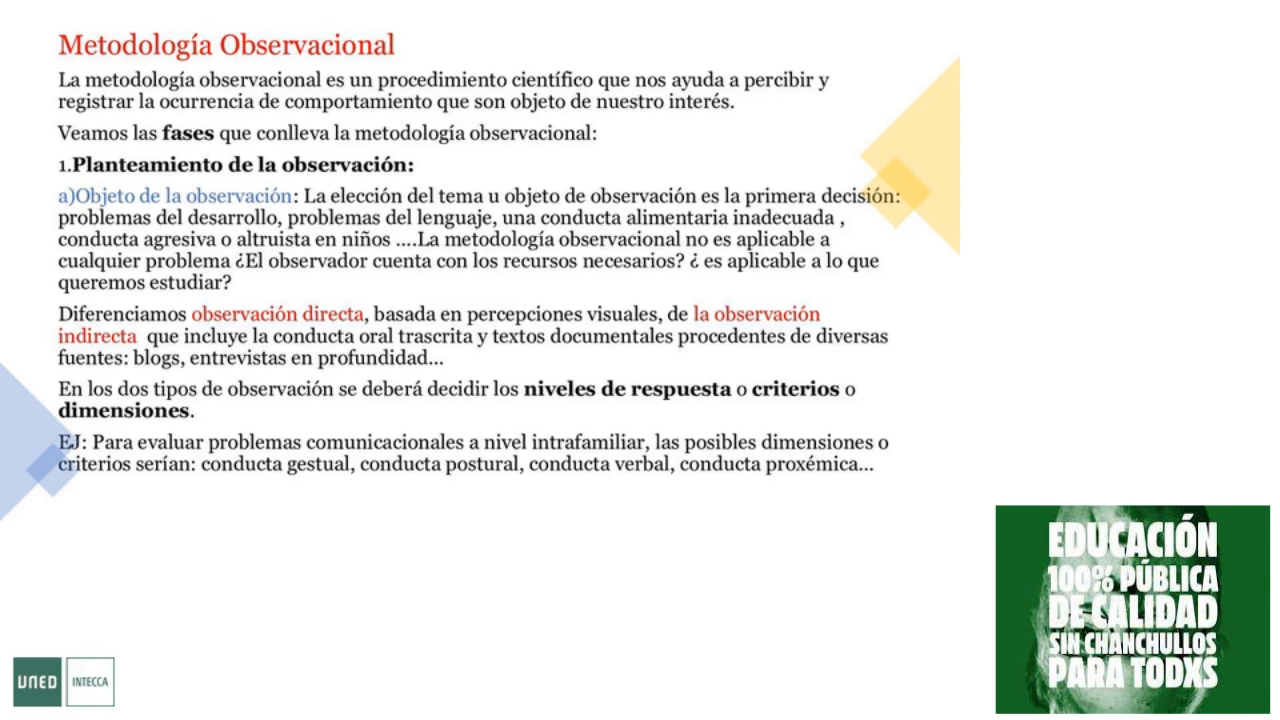 Metodología Observacional
La metodología observacional es un procedimiento científico que nos ayuda a percibir y
registrar la ocurrencia de comportamiento que son objeto de nuestro interés.
Veamos las fases que conlleva la metodología observacional:
1.Planteamiento de la observación:
a)Objeto de la observación: La elección del tema u objeto de observación es la primera decisión:
problemas del desarrollo, problemas del lenguaje, una conducta alimentaria inadecuada ,
conducta agresiva o altruista en niños ....La metodología observacional no es aplicable a
cualquier problema ¿El observador cuenta con los recursos necesarios? ¿ es aplicable a lo que
queremos estudiar?
Diferenciamos observación directa, basada en percepciones visuales, de la observación
indirecta que incluye la conducta oral trascrita y textos documentales procedentes de diversas
fuentes: blogs, entrevistas en profundidad...
En los dos tipos de observación se deberá decidir los niveles de respuesta o criterios o
dimensiones.
EJ: Para evaluar problemas comunicacionales a nivel intrafamiliar, las posibles dimensiones o
criterios serían: conducta gestual, conducta postural, conducta verbal, conducta proxémica...
EDUCACIÓN
100% PÚBLICA
DE CALIDAD
SIN CHANCHULLOS
PARA TODXS
UNED
INTECCA